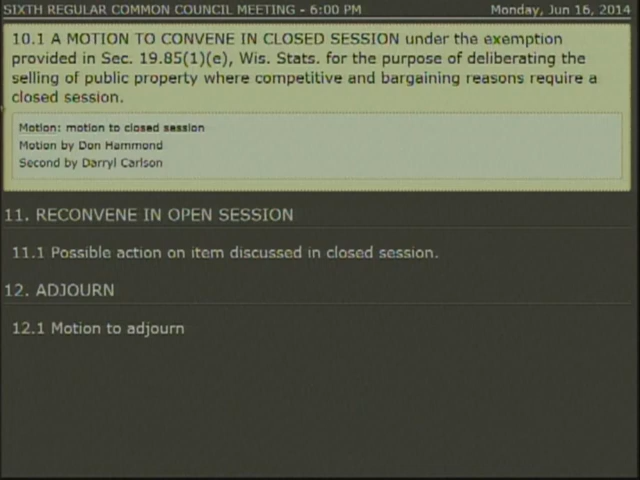 SIXTH REGULAR COMMON COUNCIL MEETING - 6:00 PM Monday, Jun 16, 2014
10.1 A MOTION TO CONVENE IN CLOSED SESSION under the exemption
provided in Sec. 19.85(1)(e), Wis. Stats. for the purpose of deliberating the
selling of public property where competitive and bargaining reasons require a
closed session.
Motion: motion to closed session
Motion by Don Hammond
Second by Darryl Carlson
11. RECONVENE IN OPEN SESSION
11.1 Possible action on item discussed in closed session.
12. ADJOURN
12.1 Motion to adjourn